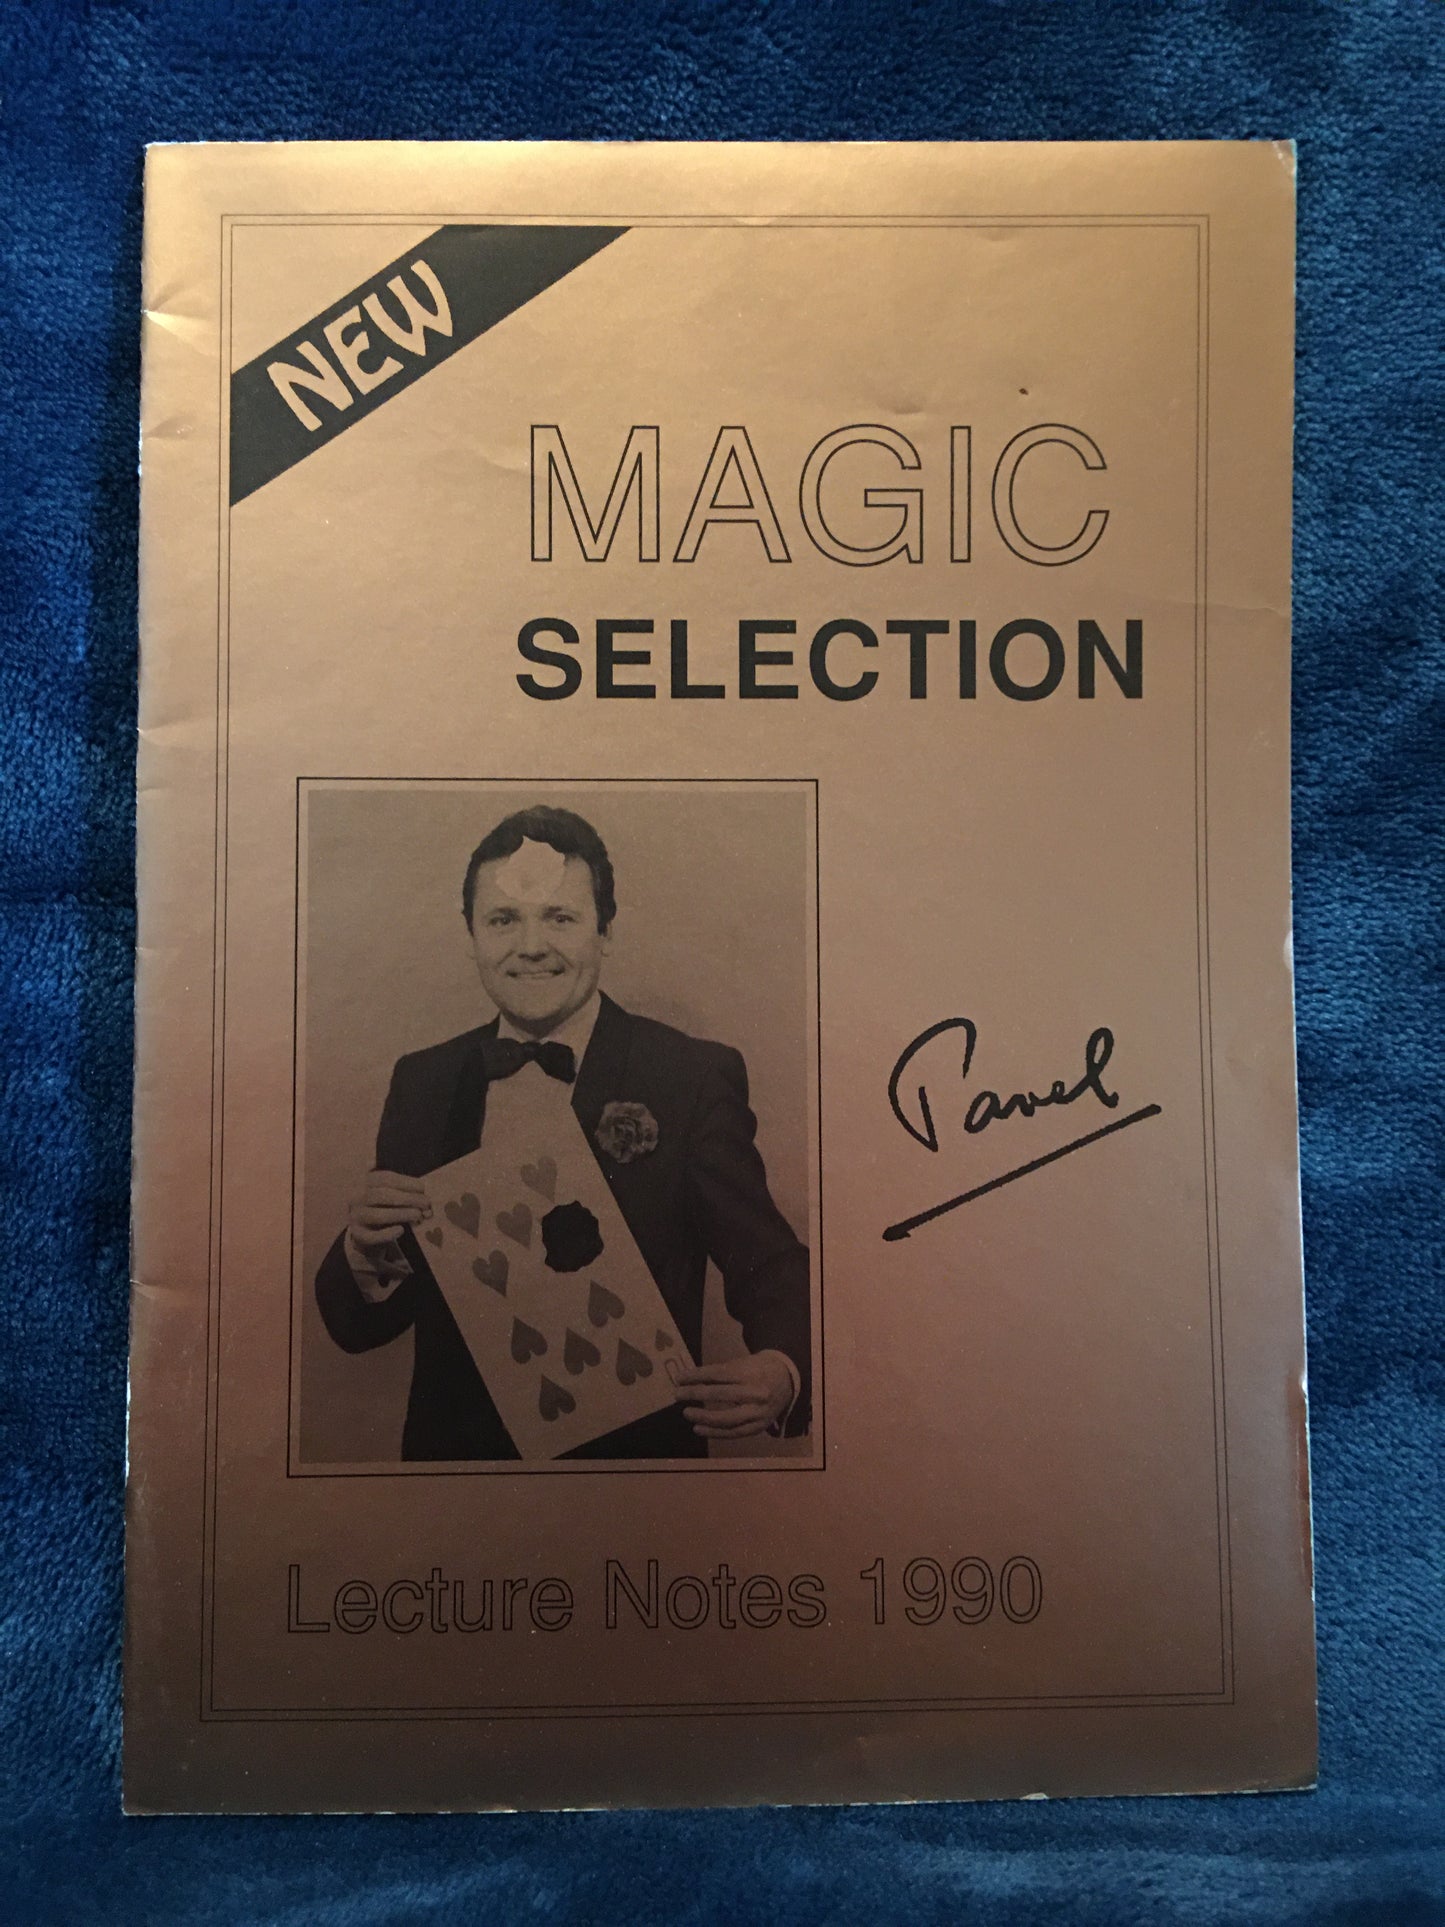 NEW
MAGIC
SELECTION
Pavel
Lecture Notes 1990